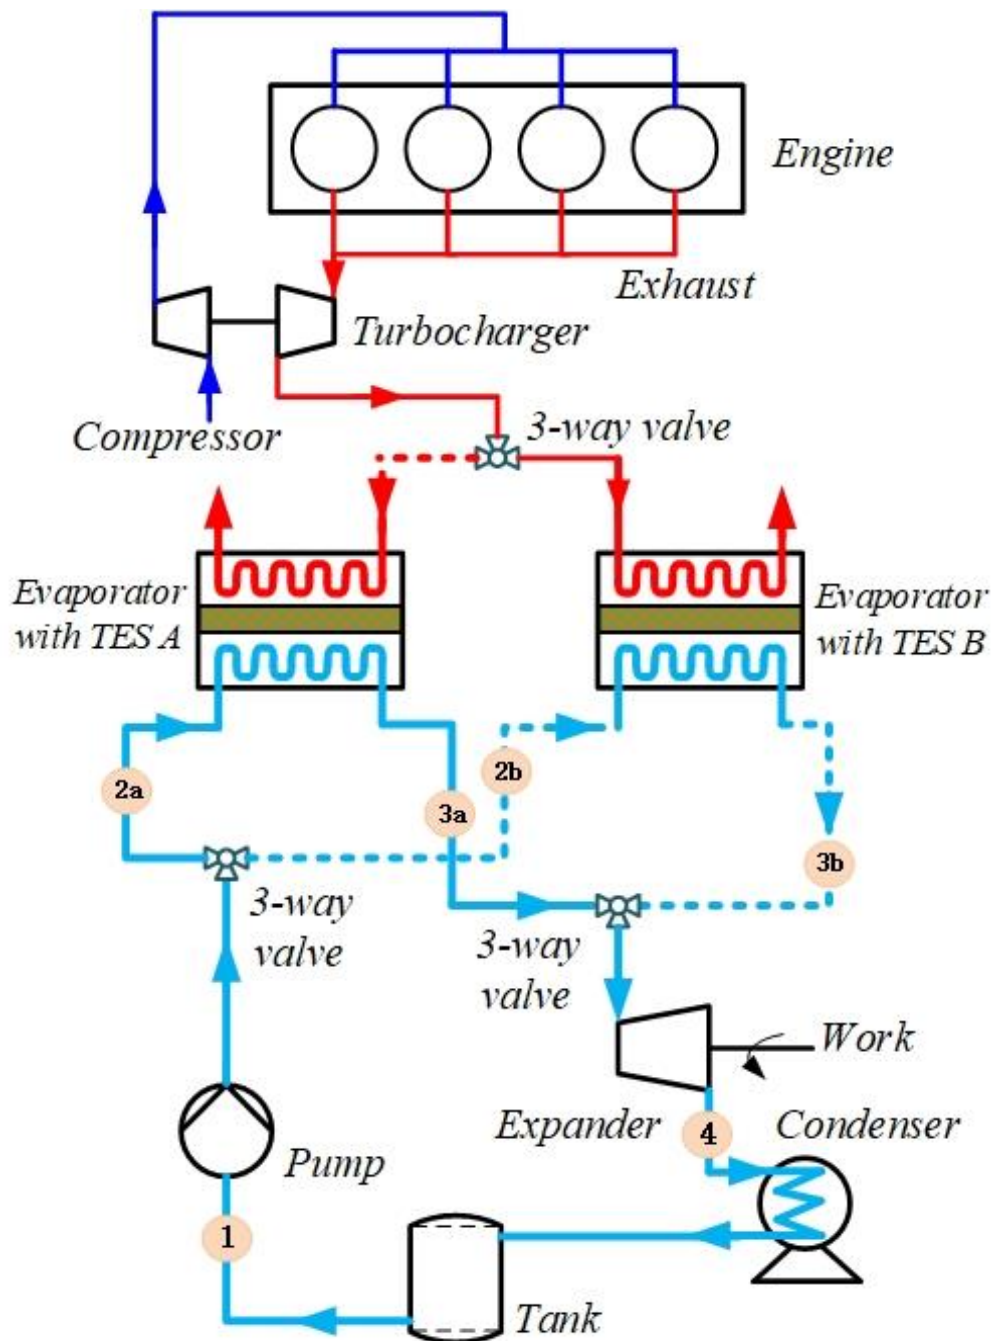 Engine
Exhaust
Turbocharger
Compressor
3-way valve
Evaporator
with TES A
Evaporator
with TES B
2a
2b
3a
3b
3-way
valve
3-way
valve
Work
Expander
4
Condenser
Pump
1
Tank